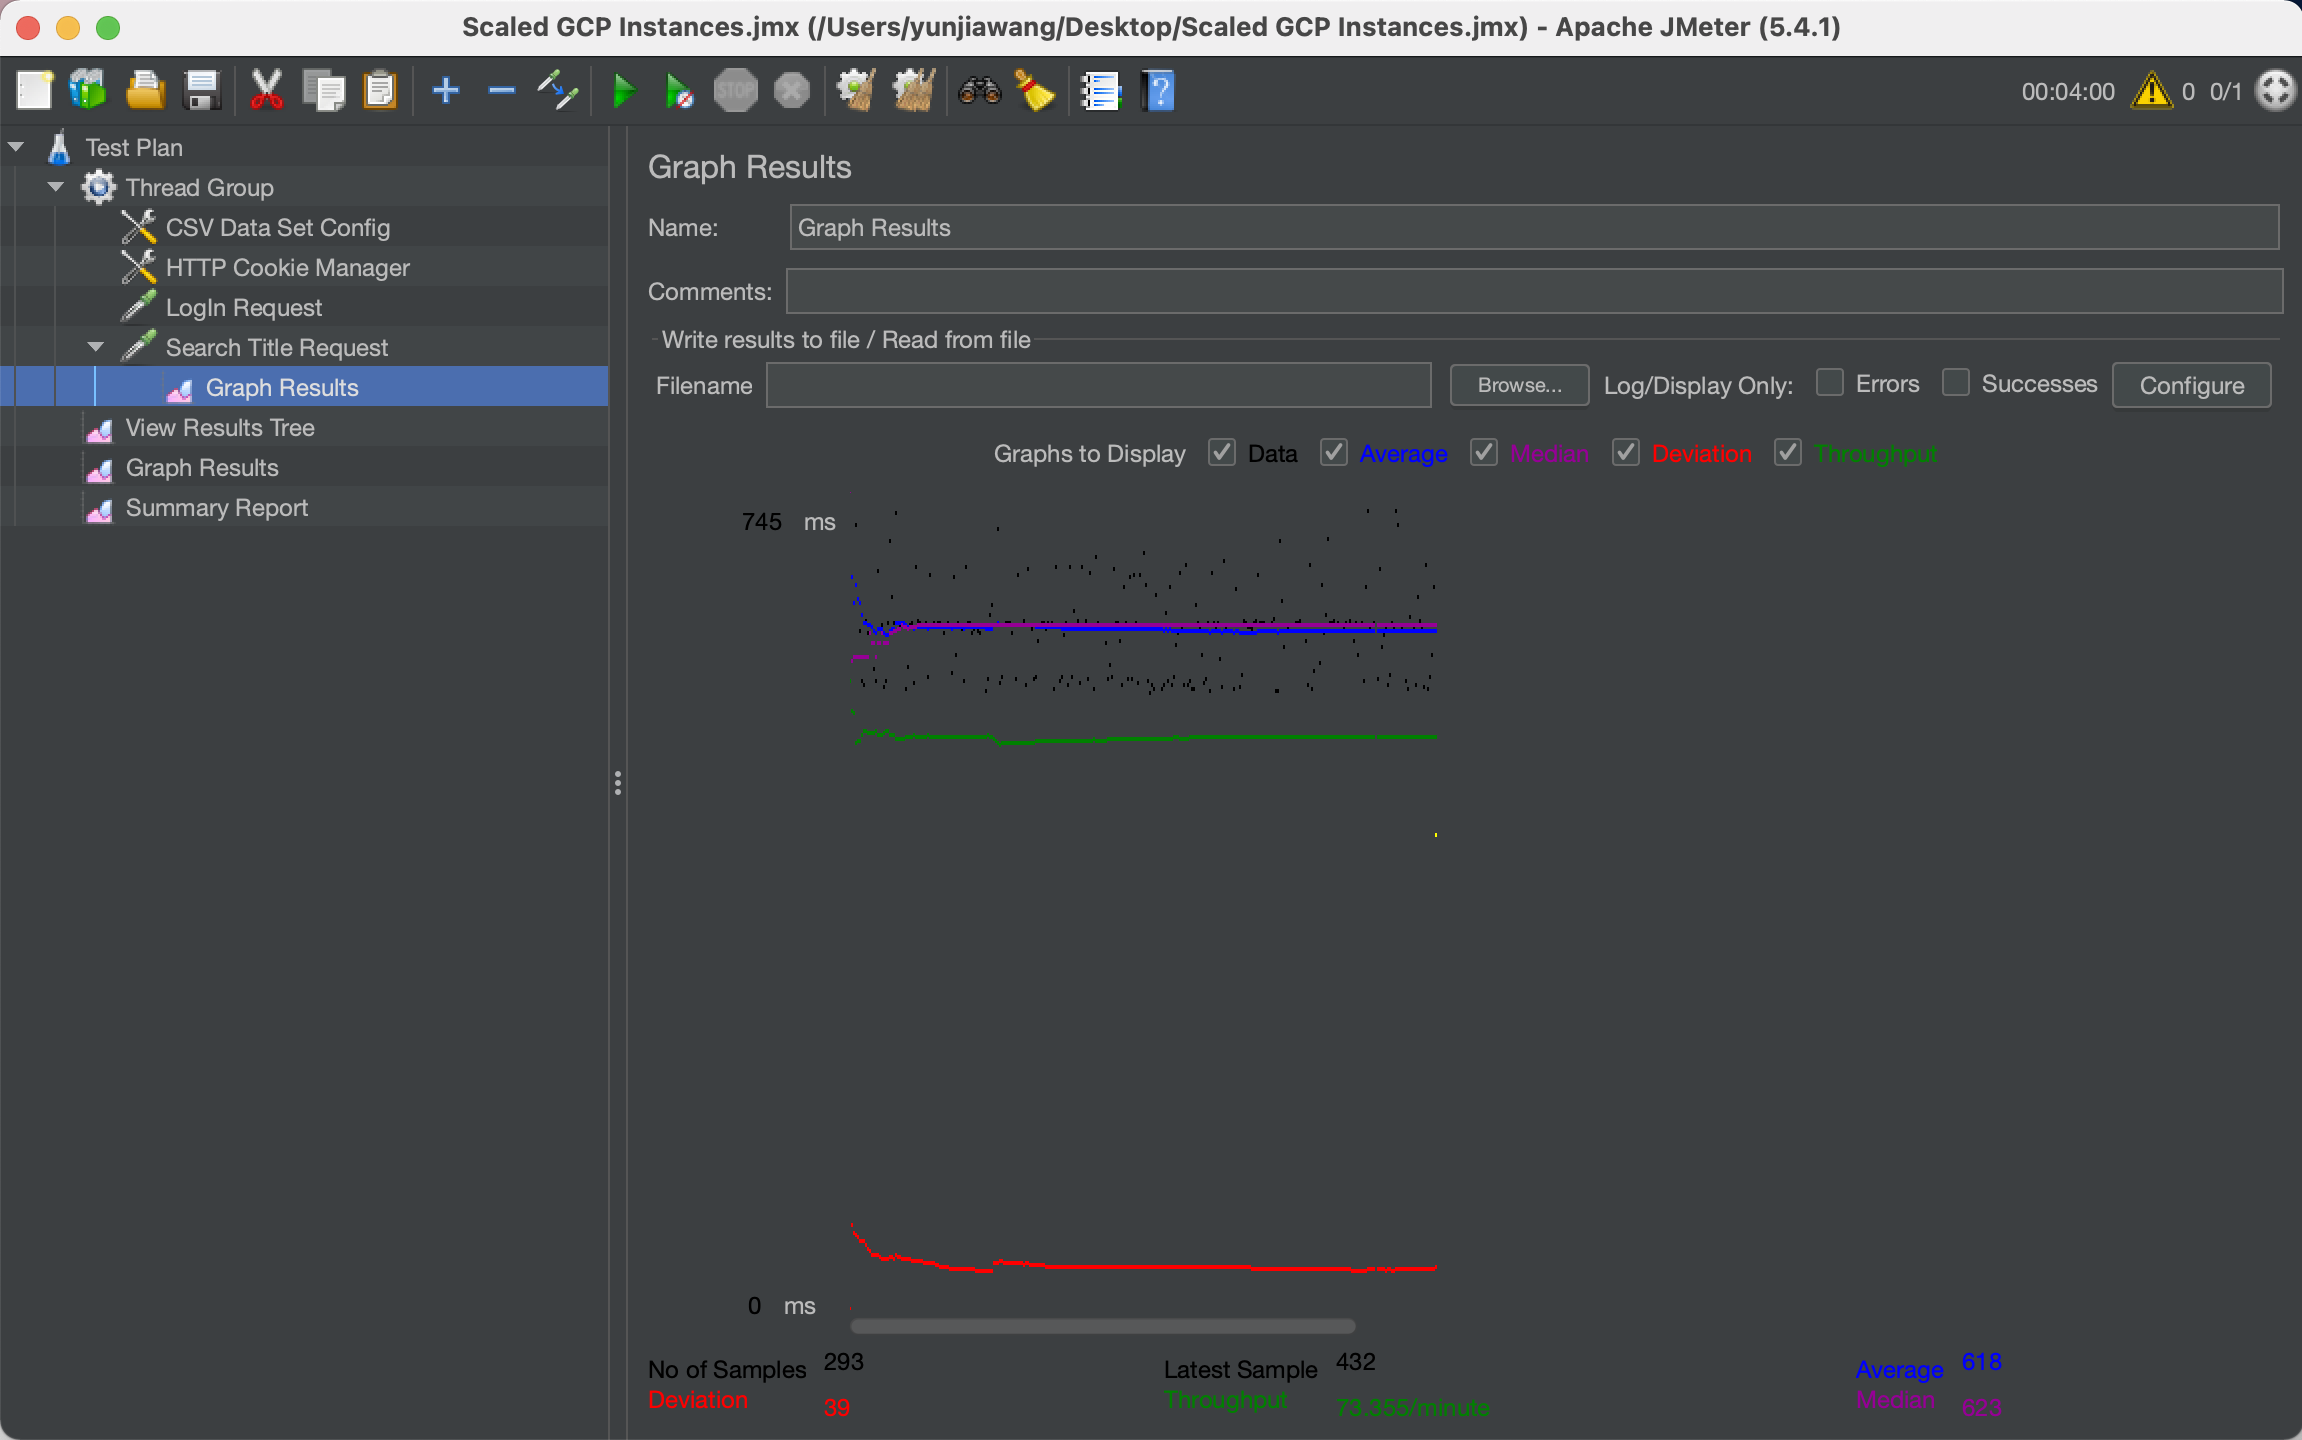 Scaled GCP Instances.jmx (/Users/yunjiawang/Desktop/Scaled GCP Instances.jmx) - Apache JMeter (5.4.1)
STOP
?
00:04:00 0 0/1
Test Plan
Thread Group
CSV Data Set Config
HTTP Cookie Manager
LogIn Request
Search Title Request
Graph Results
View Results Tree
Graph Results
Summary Report
Graph Results
Name: Graph Results
Comments:
Write results to file / Read from file
Filename Browse... Log/Display Only: Errors Successes Configure
Graphs to Display Data Average Median Deviation Throughput
745 ms
0 ms
No of Samples 293 Latest Sample 432 Average 618
Deviation 39 Throughput 73.355/minute Median 623